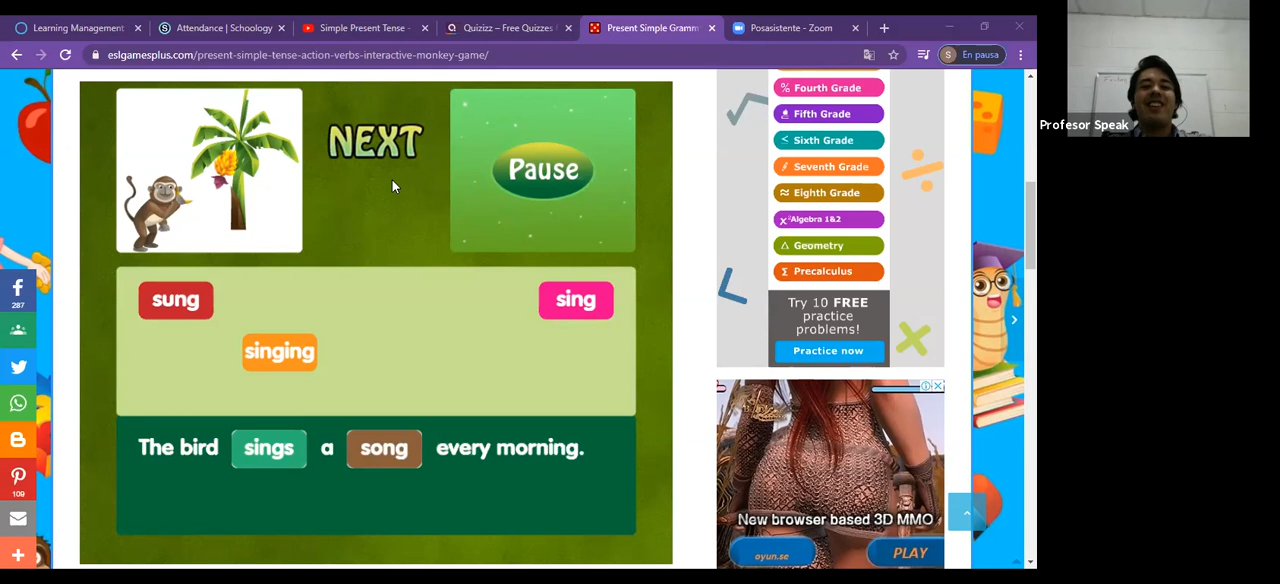 Learning Management
Attendance | Schoology
Simple Present Tense -
Quizizz – Free Quizzes
Present Simple Gramm
Posasistente - Zoom
eslgamesplus.com/present-simple-tense-action-verbs-interactive-monkey-game/
S
En pausa
NEXT
Pause
sung
sing
singing
The bird sings a song every morning.
287
109
Fourth Grade
Fifth Grade
Sixth Grade
Seventh Grade
Eighth Grade
Algebra 1&2
Geometry
Precalculus
Try 10 FREE
practice
problems!
Practice now
New browser based 3D MMO
oyun.se
PLAY
Profesor Speak